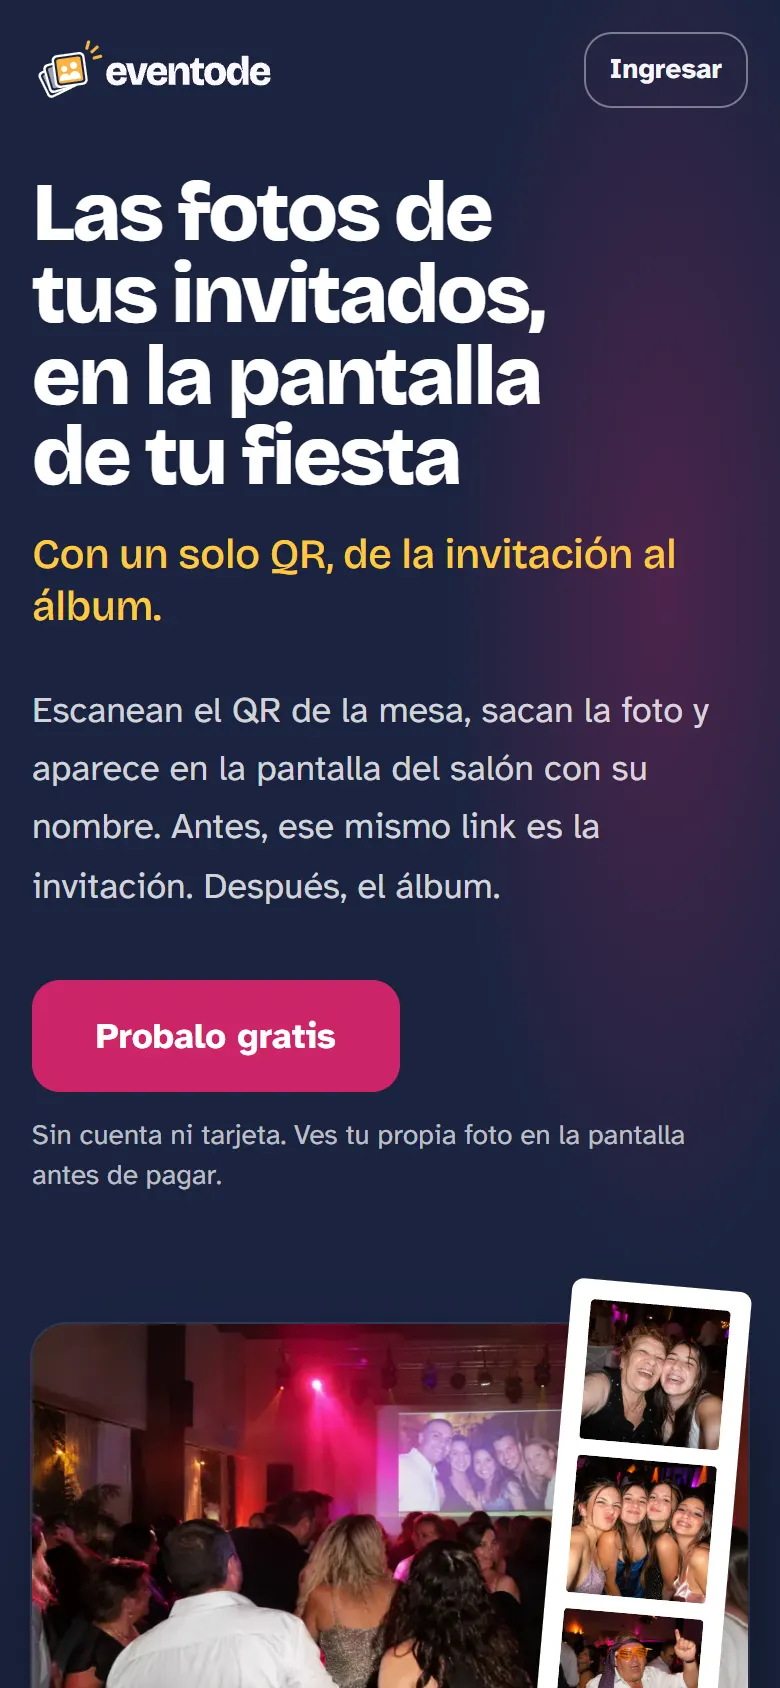 eventode
Ingresar
Las fotos de
tus invitados,
en la pantalla
de tu fiesta
Con un solo QR, de la invitación al
álbum.
Escanean el QR de la mesa, sacan la foto y
aparece en la pantalla del salón con su
nombre. Antes, ese mismo link es la
invitación. Después, el álbum.
Probalo gratis
Sin cuenta ni tarjeta. Ves tu propia foto en la pantalla
antes de pagar.